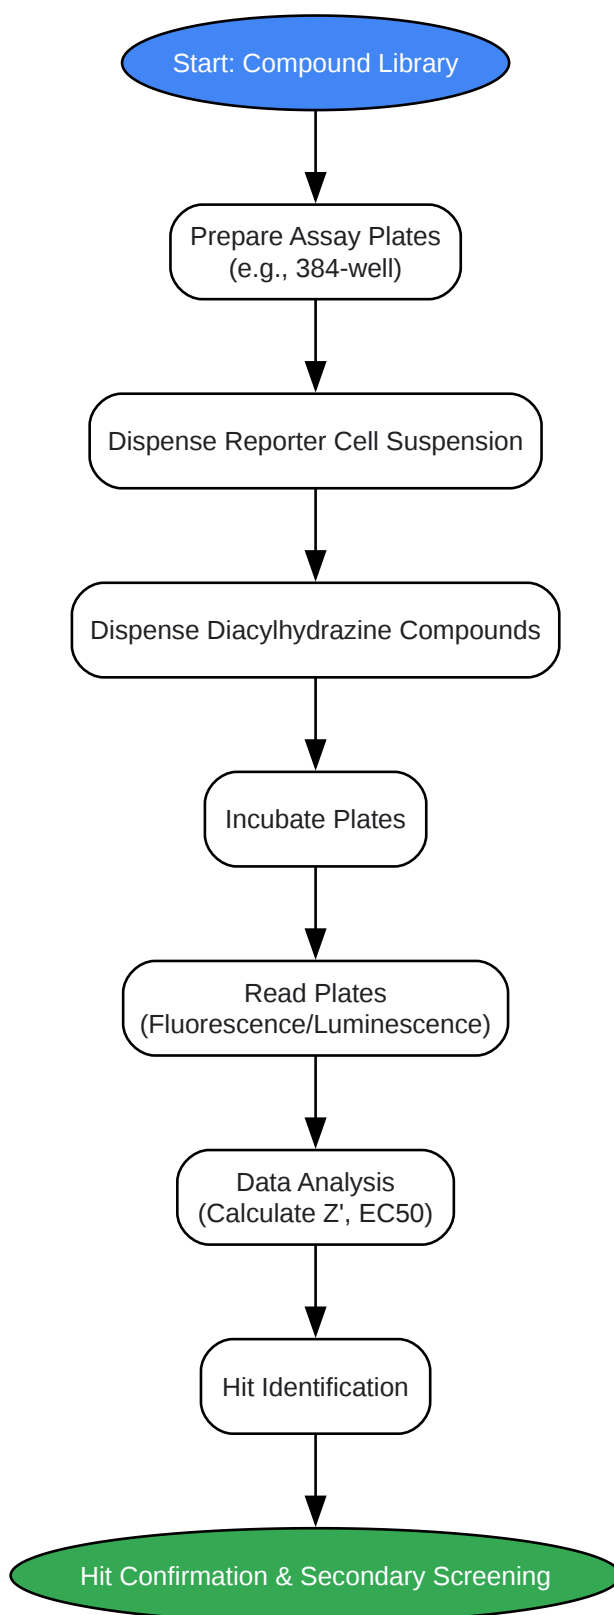 Start: Compound Library
Prepare Assay Plates
(e.g., 384-well)
Dispense Reporter Cell Suspension
Dispense Diacylhydrazine Compounds
Incubate Plates
Read Plates
(Fluorescence/Luminescence)
Data Analysis
(Calculate Z', EC50)
Hit Identification
Hit Confirmation & Secondary Screening